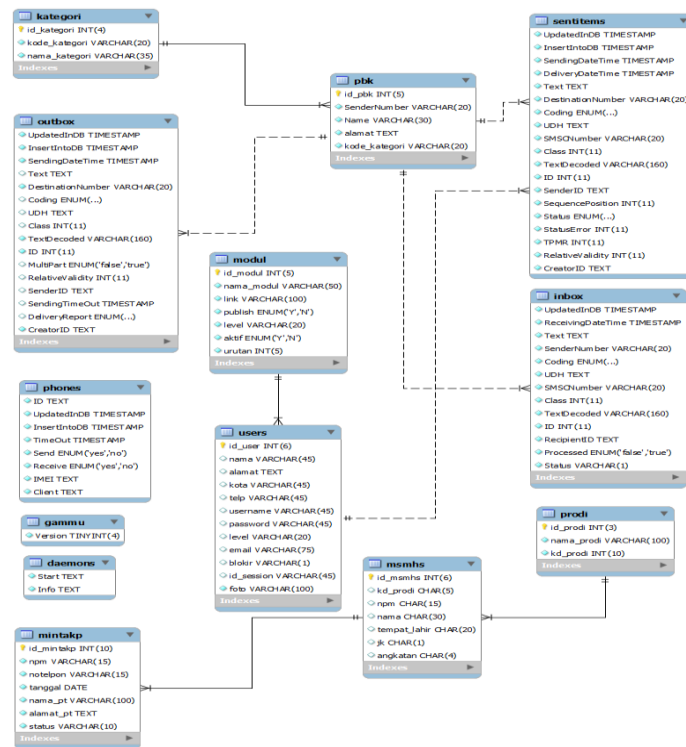 kategori
id_kategori INT(4)
kode_kategori VARCHAR(20)
nama_kategori VARCHAR(35)
Indexes
outbox
UpdatedInDB TIMESTAMP
InsertIntoDB TIMESTAMP
SendingDateTime TIMESTAMP
Text TEXT
DestinationNumber VARCHAR(20)
Coding ENUM(...)
UDH TEXT
Class INT(11)
TextDecoded VARCHAR(160)
ID INT(11)
MultiPart ENUM('false','true')
RelativeValidity INT(11)
SenderID TEXT
SendingTimeOut TIMESTAMP
DeliveryReport ENUM(...)
CreatorID TEXT
Indexes
pbk
id_pbk INT(5)
SenderNumber VARCHAR(20)
Name VARCHAR(30)
alamat TEXT
kode_kategori VARCHAR(20)
Indexes
sentitems
UpdatedInDB TIMESTAMP
InsertIntoDB TIMESTAMP
SendingDateTime TIMESTAMP
DeliveryDateTime TIMESTAMP
Text TEXT
DestinationNumber VARCHAR(20)
Coding ENUM(...)
UDH TEXT
SMSCNumber VARCHAR(20)
Class INT(11)
TextDecoded VARCHAR(160)
ID INT(11)
SenderID TEXT
SequencePosition INT(11)
Status ENUM(...)
StatusError INT(11)
TPMR INT(11)
RelativeValidity INT(11)
CreatorID TEXT
Indexes
modul
id_modul INT(5)
nama_modul VARCHAR(50)
link VARCHAR(100)
publish ENUM('Y','N')
level VARCHAR(20)
aktif ENUM('Y','N')
urutan INT(5)
Indexes
inbox
UpdatedInDB TIMESTAMP
ReceivingDateTime TIMESTAMP
Text TEXT
SenderNumber VARCHAR(20)
Coding ENUM(...)
UDH TEXT
SMSCNumber VARCHAR(20)
Class INT(11)
TextDecoded VARCHAR(160)
ID INT(11)
RecipientID TEXT
Processed ENUM('false','true')
Status VARCHAR(1)
Indexes
phones
ID TEXT
UpdatedInDB TIMESTAMP
InsertIntoDB TIMESTAMP
TimeOut TIMESTAMP
Send ENUM('yes','no')
Receive ENUM('yes','no')
IMEI TEXT
Client TEXT
Indexes
users
id_user INT(6)
nama VARCHAR(45)
alamat TEXT
kota VARCHAR(45)
telp VARCHAR(45)
username VARCHAR(45)
password VARCHAR(45)
level VARCHAR(20)
email VARCHAR(75)
blokir VARCHAR(1)
id_session VARCHAR(45)
foto VARCHAR(100)
Indexes
gammu
Version TINYINT(4)
Indexes
daemons
Start TEXT
Info TEXT
Indexes
prodi
id_prodi INT(3)
nama_prodi VARCHAR(100)
kd_prodi INT(10)
Indexes
msmhs
id_msmhs INT(6)
kd_prodi CHAR(5)
npm CHAR(15)
nama CHAR(30)
tempat_lahir CHAR(20)
jk CHAR(1)
angkatan CHAR(4)
Indexes
mintakp
id_mintakp INT(10)
npm VARCHAR(15)
notelpon VARCHAR(15)
tanggal DATE
nama_pt VARCHAR(100)
alamat_pt TEXT
status VARCHAR(10)
Indexes